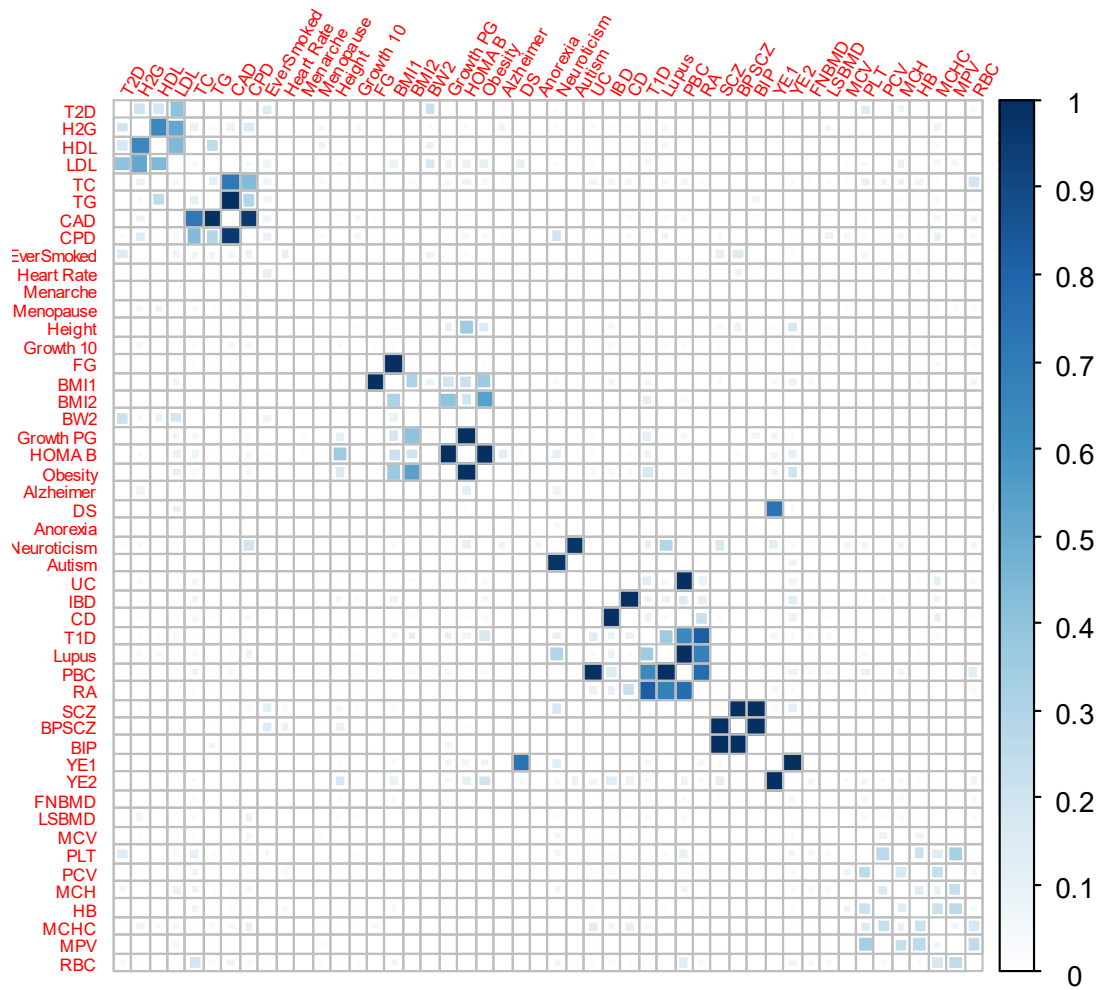 T2D
H2G
HDL
LDL
TC
TG
CAD
CPD
EverSmoked
Heart Rate
Menarche
Menopause
Height
Growth 10
FG
BMI1
BMI2
BW2
Growth PG
HOMA B
Obesity
Alzheimer
DS
Anorexia
Neuroticism
Autism
UC
IBD
CD
T1D
Lupus
PBC
RA
SCZ
BPSCZ
BIP
YE1
YE2
FNBMD
LSBMD
MCV
PLT
PCV
MCH
HB
MCHC
MPV
RBC
T2D
H2G
HDL
LDL
TC
TG
CAD
CPD
EverSmoked
Heart Rate
Menarche
Menopause
Height
Growth 10
FG
BMI1
BMI2
BW2
Growth PG
HOMA B
Obesity
Alzheimer
DS
Anorexia
Neuroticism
Autism
UC
IBD
CD
T1D
Lupus
PBC
RA
SCZ
BPSCZ
BIP
YE1
YE2
FNBMD
LSBMD
MCV
PLT
PCV
MCH
HB
MCHC
MPV
RBC
1
0.9
0.8
0.7
0.6
0.5
0.4
0.3
0.2
0.1
0